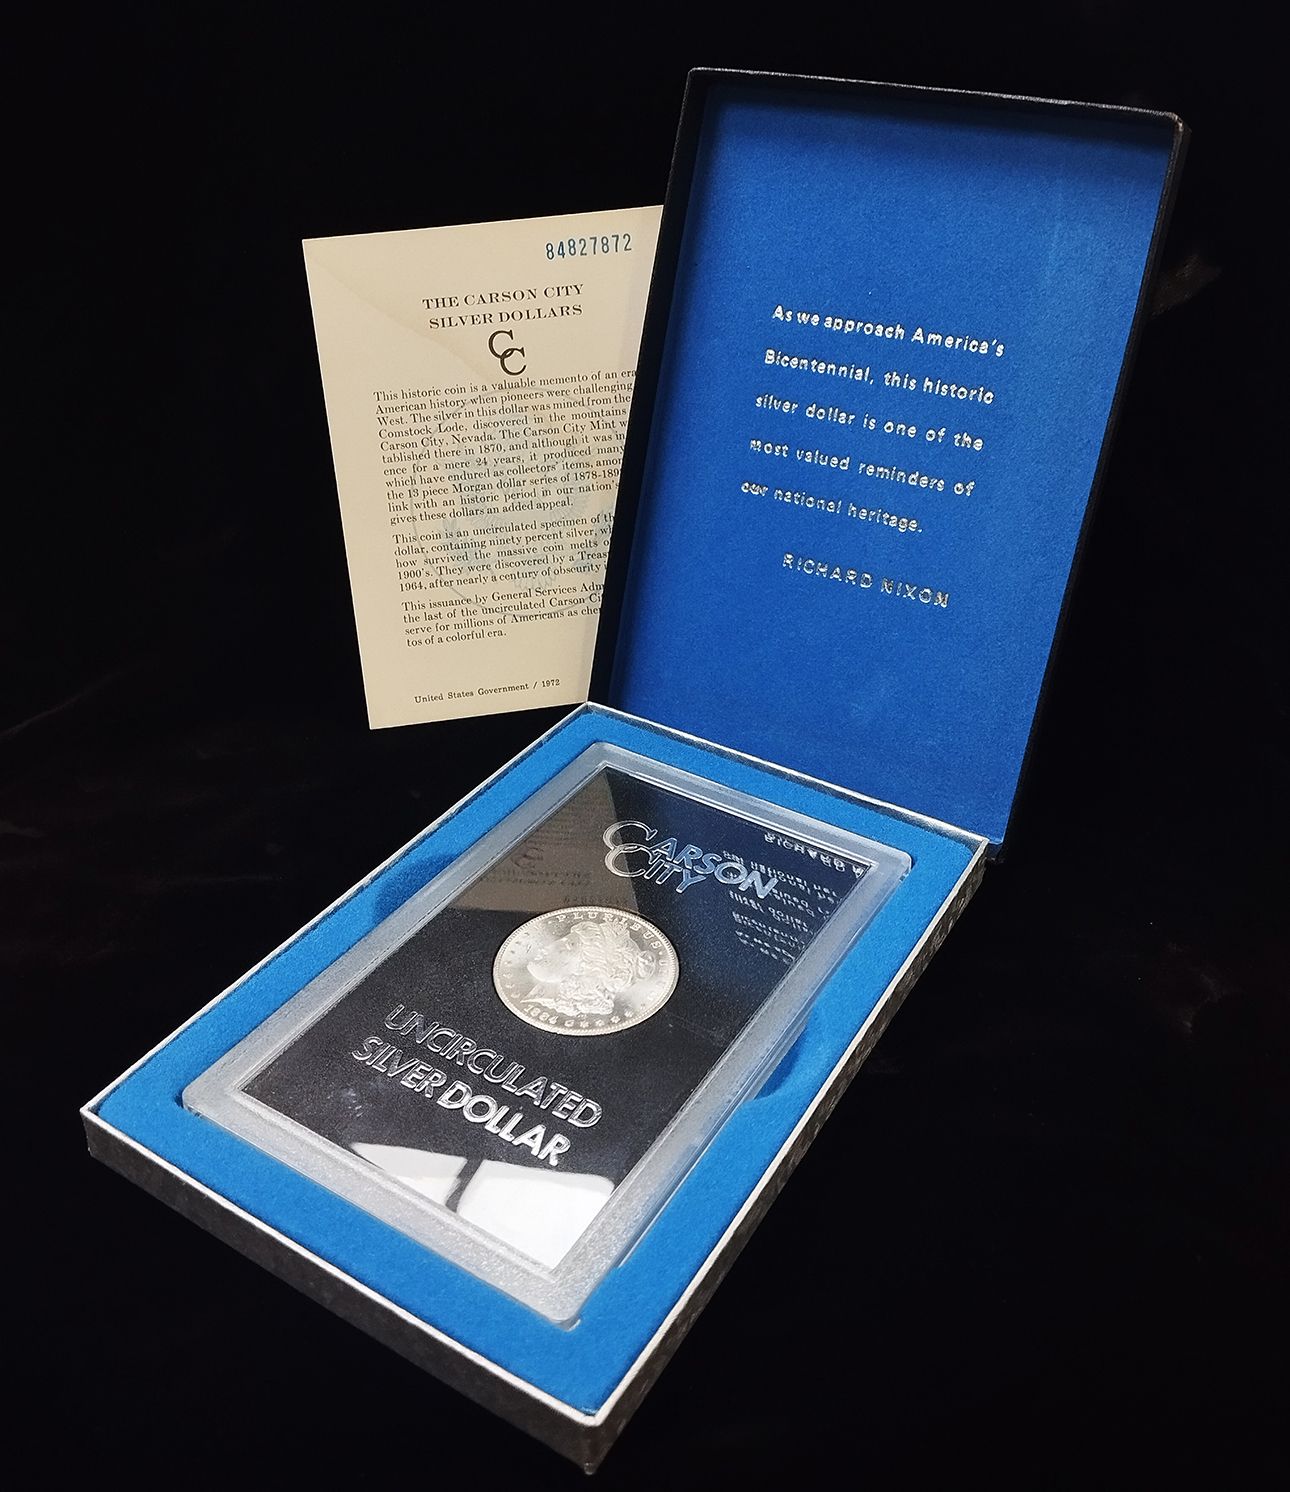 84827872
THE CARSON CITY
SILVER DOLLARS
CC
This historic coin is a valuable memento of an era
American history when pioneers were challenging
West. The silver in this dollar was mined from the
Comstock Lode, discovered in the mountains
Carson City, Nevada. The Carson City Mint w
tablished there in 1870, and although it was in
ence for a mere 24 years, it produced many
which have endured as collectors' items, amon
the 13 piece Morgan dollar series of 1878-189
link with an historic period in our nation's
gives these dollars an added appeal.
This coin is an uncirculated specimen of th
dollar, containing ninety percent silver, wh
how survived the massive coin melts o
1900's. They were discovered by a Treas
1964, after nearly a century of obscurity i
This issuance by General Services Adm
the last of the uncirculated Carson Ci
serve for millions of Americans as cher
tos of a colorful era.
United States Government / 1972
As we approach America's
Bicentennial, this historic
silver dollar is one of the
most valued reminders of
our national heritage.
RICHARD NIXON
CARSON
CITY
PLURIBUS
1884
UNCIRCULATED
SILVER DOLLAR